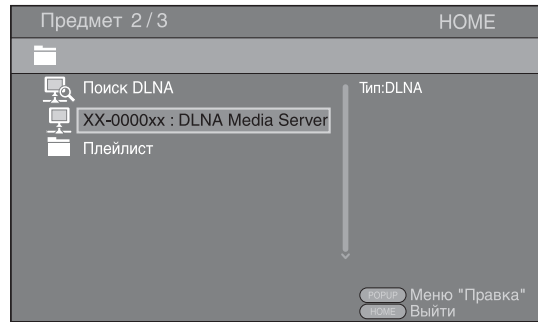 Предмет 2 / 3 HOME
Поиск DLNA
Тип:DLNA
XX-0000xx : DLNA Media Server
Плейлист
POPUP Меню "Правка"
HOME Выйти